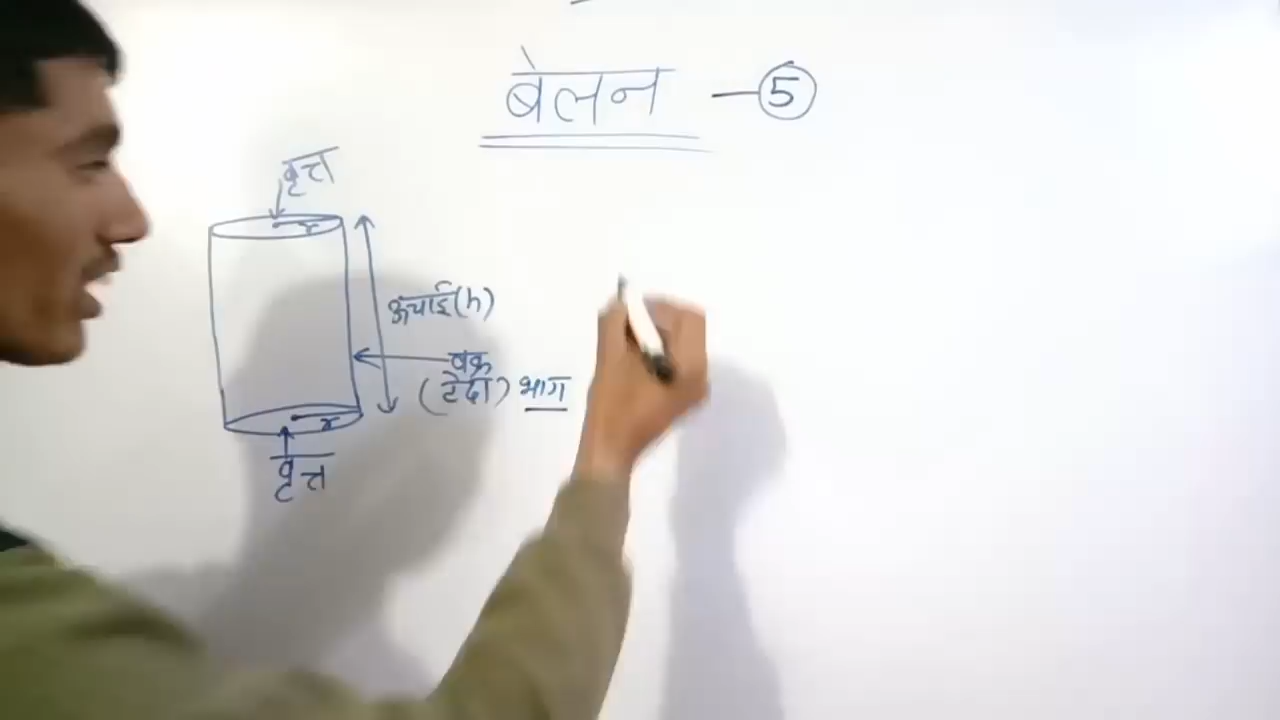 बेलन — 5
वृत्त
r
ऊंचाई (h)
वक्र
(टेढा) भाग
r
वृत्त